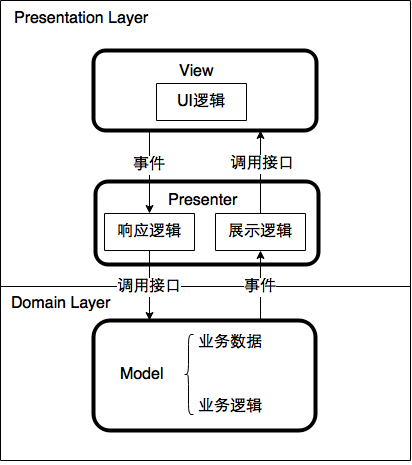 Presentation Layer
View
UI逻辑
事件
调用接口
Presenter
响应逻辑
展示逻辑
调用接口
事件
Domain Layer
业务数据
Model
业务逻辑